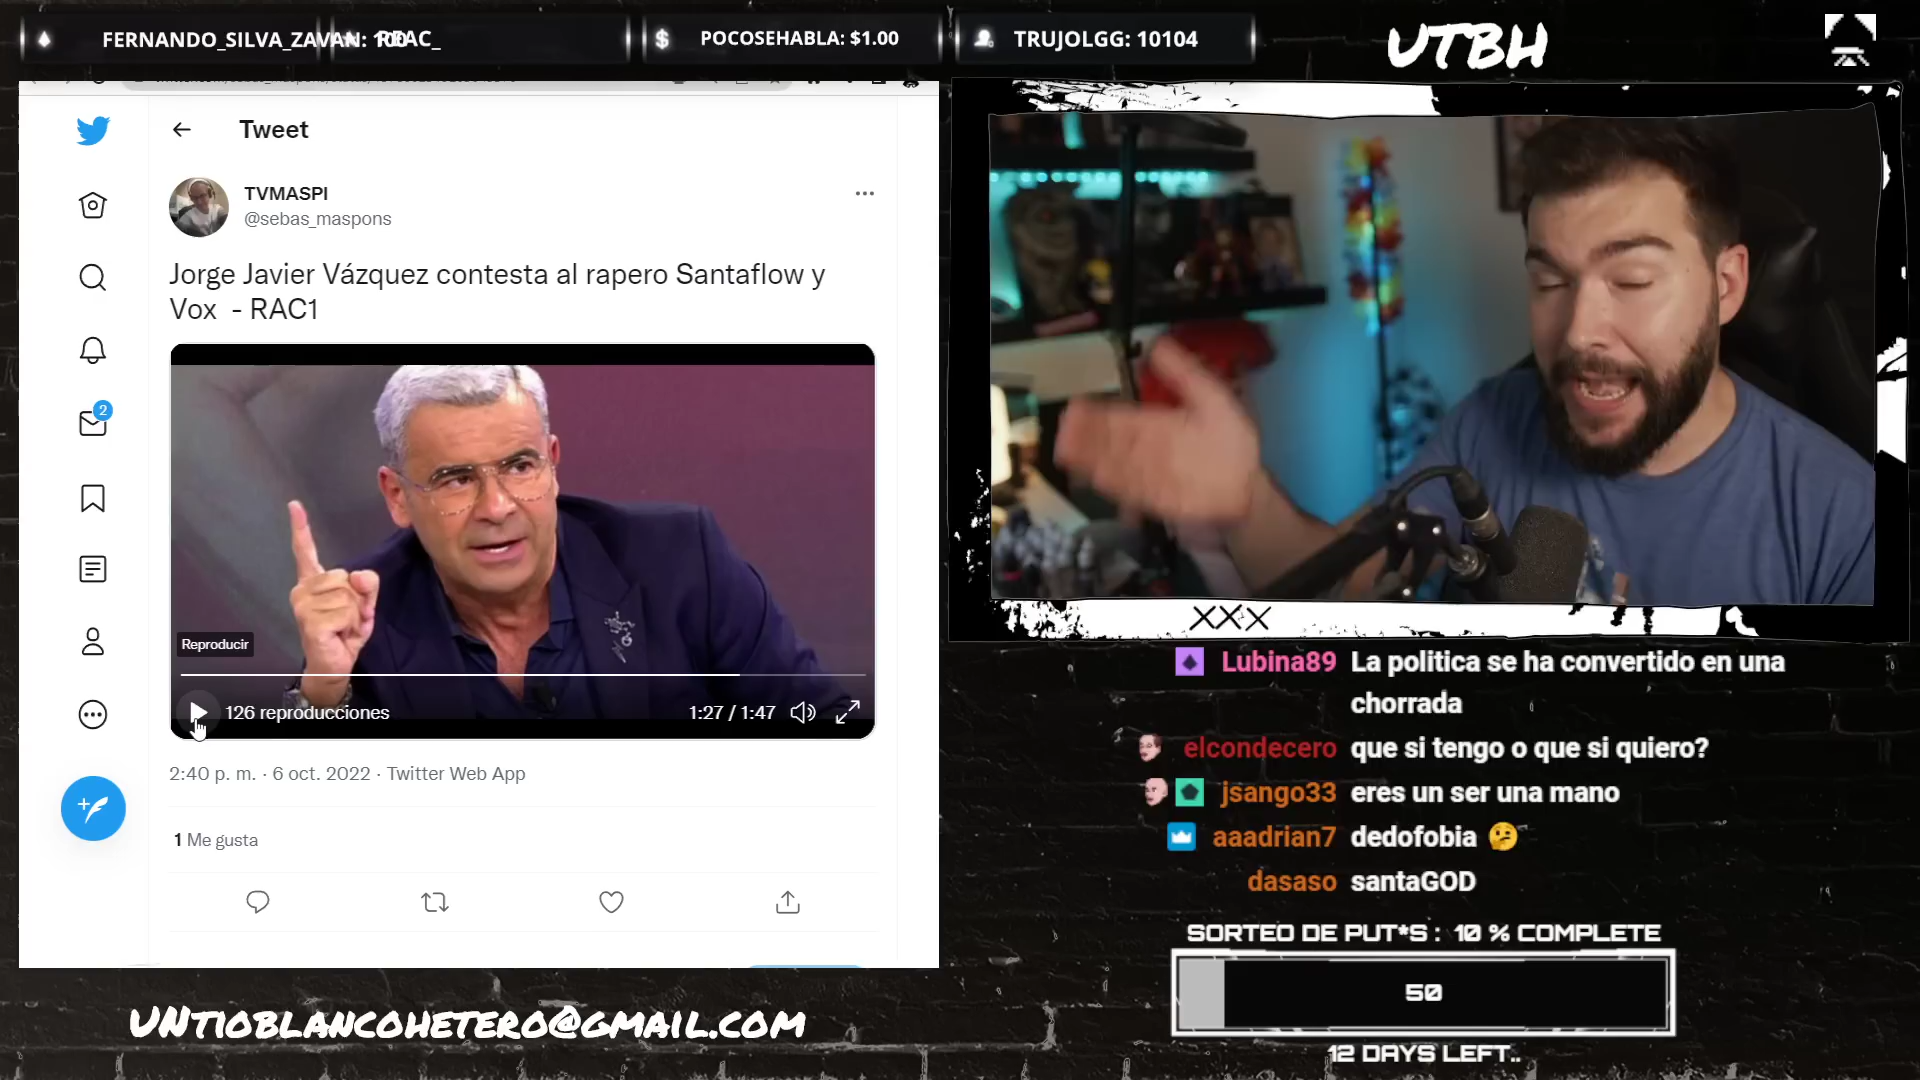 FERNANDO_SILVA_ZAVAN: 100
REAC_
POCOSEHABLA: $1.00
TRUJOLGG: 10104
UTBH
Tweet
TVMASPI
@sebas_maspons
Jorge Javier Vázquez contesta al rapero Santaflow y
Vox - RAC1
Reproducir
126 reproducciones
1:27 / 1:47
2
2:40 p. m. · 6 oct. 2022 · Twitter Web App
1 Me gusta
XXX
Lubina89 La politica se ha convertido en una
chorrada
elcondecero que si tengo o que si quiero?
jsango33 eres un ser una mano
aaadrian7 dedofobia 🤔
dasaso santaGOD
SORTEO DE PUT*S : 10 % COMPLETE
50
12 DAYS LEFT..
UNTIOBLANCOHETERO@GMAIL.COM